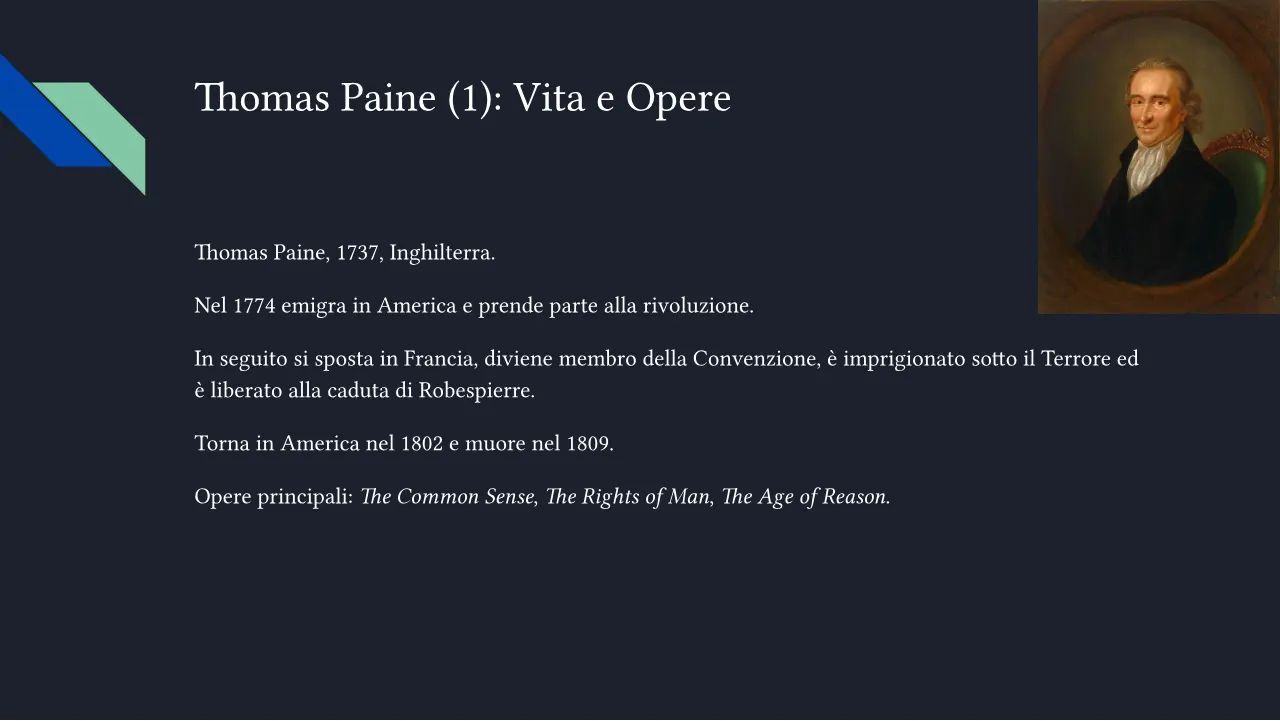 Thomas Paine (1): Vita e Opere
Thomas Paine, 1737, Inghilterra.
Nel 1774 emigra in America e prende parte alla rivoluzione.
In seguito si sposta in Francia, diviene membro della Convenzione, è imprigionato sotto il Terrore ed
è liberato alla caduta di Robespierre.
Torna in America nel 1802 e muore nel 1809.
Opere principali: The Common Sense, The Rights of Man, The Age of Reason.